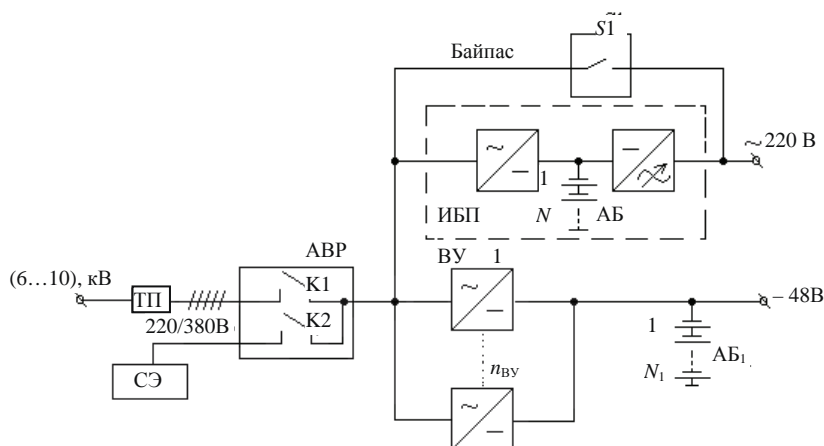 S1
Байпас
~ 220 В
1
N
АБ
ИБП
АВР
ВУ 1
(6...10), кВ
ТП
K1
K2
220/380В
– 48В
1
АБ1
N1
СЭ
nВУ